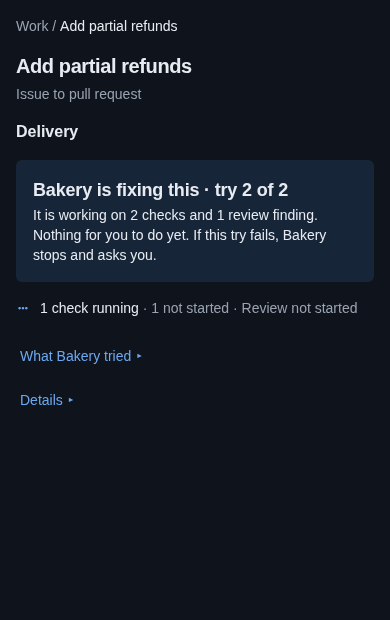 Work / Add partial refunds
Add partial refunds
Issue to pull request
Delivery
Bakery is fixing this · try 2 of 2
It is working on 2 checks and 1 review finding.
Nothing for you to do yet. If this try fails, Bakery
stops and asks you.
1 check running · 1 not started · Review not started
What Bakery tried ▸
Details ▸